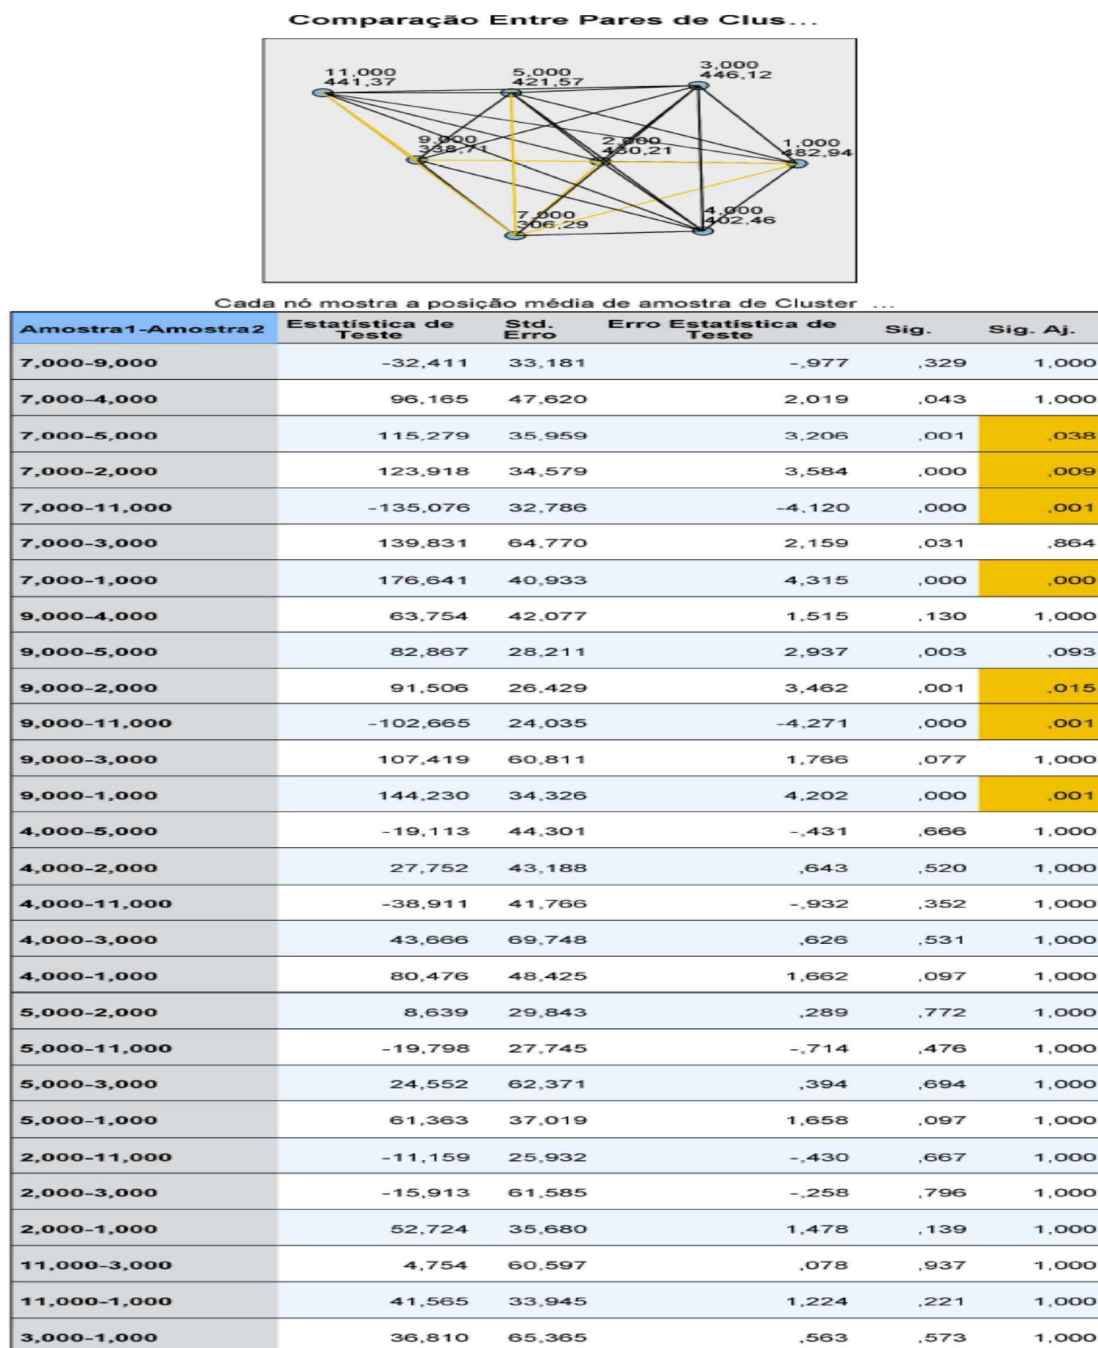 Comparação Entre Pares de Clus...
11,000
441,37
5,000
421,57
3,000
446,12
9,000
338,71
2,000
430,21
1,000
482,94
7,000
306,29
4,000
402,46
Cada nó mostra a posição média de amostra de Cluster ...
Amostra1-Amostra2 Estatística de Teste Std. Erro Erro Estatística de Teste Sig. Sig. Aj.
7,000-9,000 -32,411 33,181 -,977 ,329 1,000
7,000-4,000 96,165 47,620 2,019 ,043 1,000
7,000-5,000 115,279 35,959 3,206 ,001 ,038
7,000-2,000 123,918 34,579 3,584 ,000 ,009
7,000-11,000 -135,076 32,786 -4,120 ,000 ,001
7,000-3,000 139,831 64,770 2,159 ,031 ,864
7,000-1,000 176,641 40,933 4,315 ,000 ,000
9,000-4,000 63,754 42,077 1,515 ,130 1,000
9,000-5,000 82,867 28,211 2,937 ,003 ,093
9,000-2,000 91,506 26,429 3,462 ,001 ,015
9,000-11,000 -102,665 24,035 -4,271 ,000 ,001
9,000-3,000 107,419 60,811 1,766 ,077 1,000
9,000-1,000 144,230 34,326 4,202 ,000 ,001
4,000-5,000 -19,113 44,301 -,431 ,666 1,000
4,000-2,000 27,752 43,188 ,643 ,520 1,000
4,000-11,000 -38,911 41,766 -,932 ,352 1,000
4,000-3,000 43,666 69,748 ,626 ,531 1,000
4,000-1,000 80,476 48,425 1,662 ,097 1,000
5,000-2,000 8,639 29,843 ,289 ,772 1,000
5,000-11,000 -19,798 27,745 -,714 ,476 1,000
5,000-3,000 24,552 62,371 ,394 ,694 1,000
5,000-1,000 61,363 37,019 1,658 ,097 1,000
2,000-11,000 -11,159 25,932 -,430 ,667 1,000
2,000-3,000 -15,913 61,585 -,258 ,796 1,000
2,000-1,000 52,724 35,680 1,478 ,139 1,000
11,000-3,000 4,754 60,597 ,078 ,937 1,000
11,000-1,000 41,565 33,945 1,224 ,221 1,000
3,000-1,000 36,810 65,365 ,563 ,573 1,000